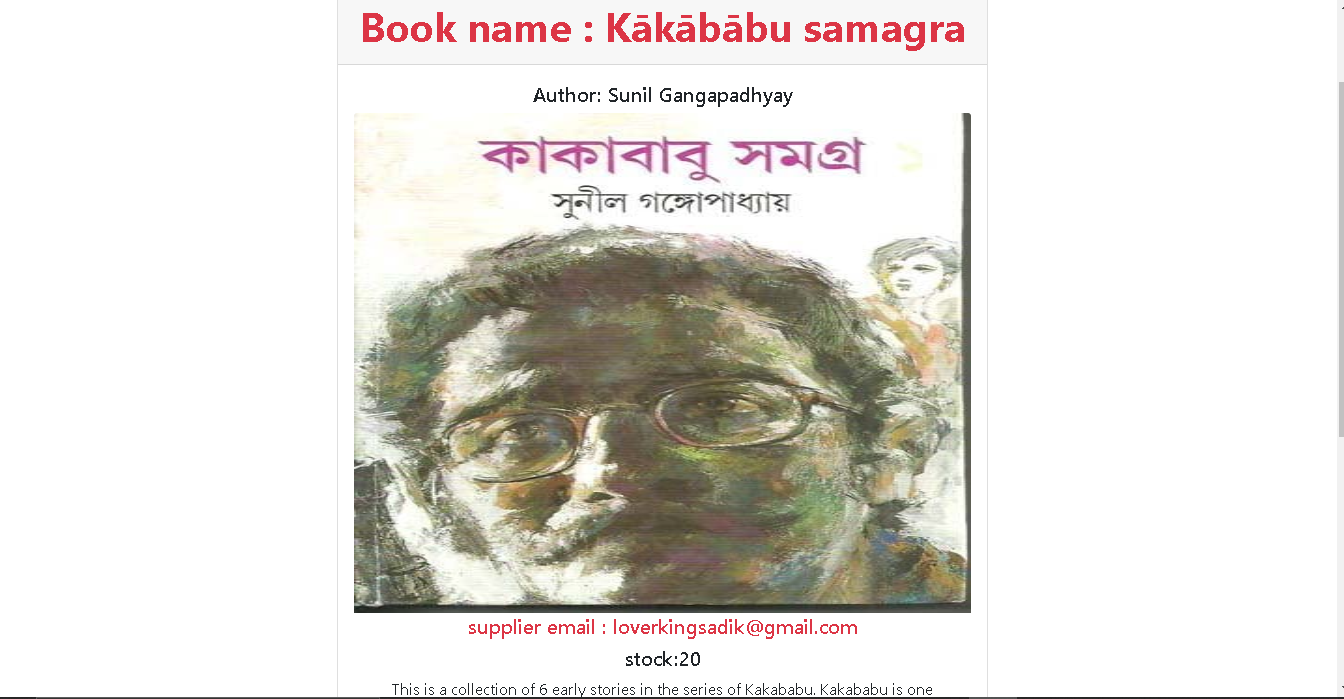 Book name : Kākābābu samagra
Author: Sunil Gangapadhyay
কাকাবাবু সমগ্র ১
সুনীল গঙ্গোপাধ্যায়
supplier email : loverkingsadik@gmail.com
stock:20
This is a collection of 6 early stories in the series of Kakababu. Kakababu is one